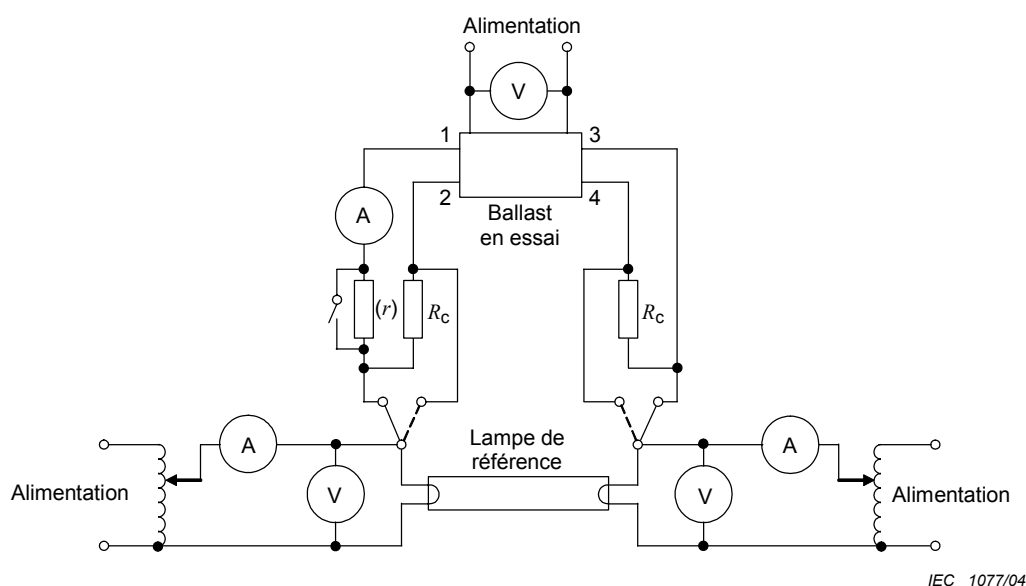 Alimentation
V
1
3
2
4
A
Ballast
en essai
(r)
Rc
Rc
A
Lampe de
référence
A
Alimentation
V
V
Alimentation
IEC 1077/04